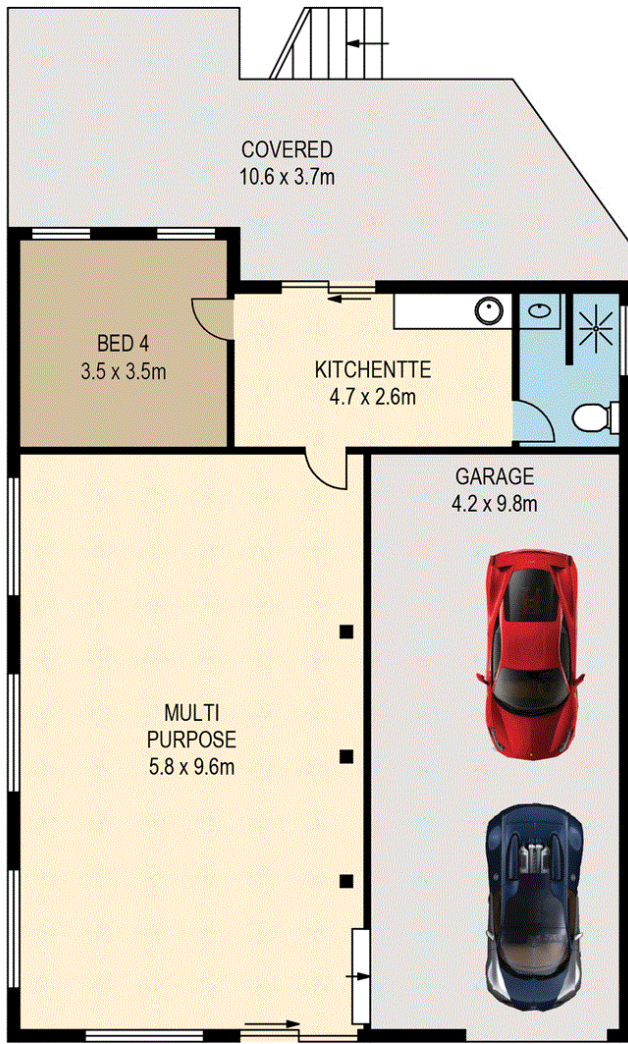 COVERED
10.6 x 3.7m
BED 4
3.5 x 3.5m
KITCHENTTE
4.7 x 2.6m
GARAGE
4.2 x 9.8m
MULTI
PURPOSE
5.8 x 9.6m